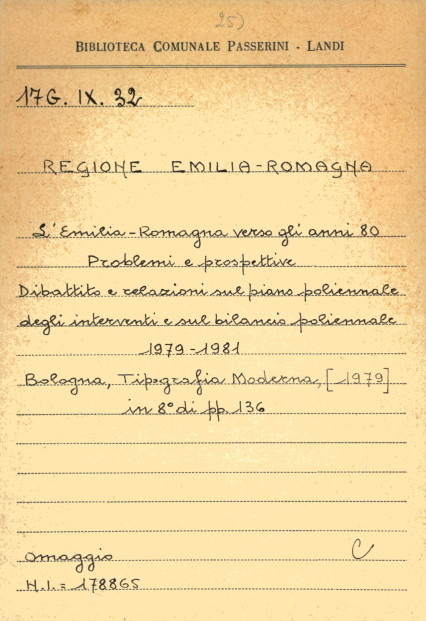 25)
BIBLIOTECA COMUNALE PASSERINI - LANDI
17G. IX. 32
REGIONE EMILIA-ROMAGNA
L'Emilia-Romagna verso gli anni 80
Problemi e prospettive
Dibattito e relazioni sul piano poliennale
degli interventi e sul bilancio poliennale
1979-1981
Bologna, Tipografia Moderna, [1979]
in 8° di pp. 136
omaggio C
N.I. = 178865